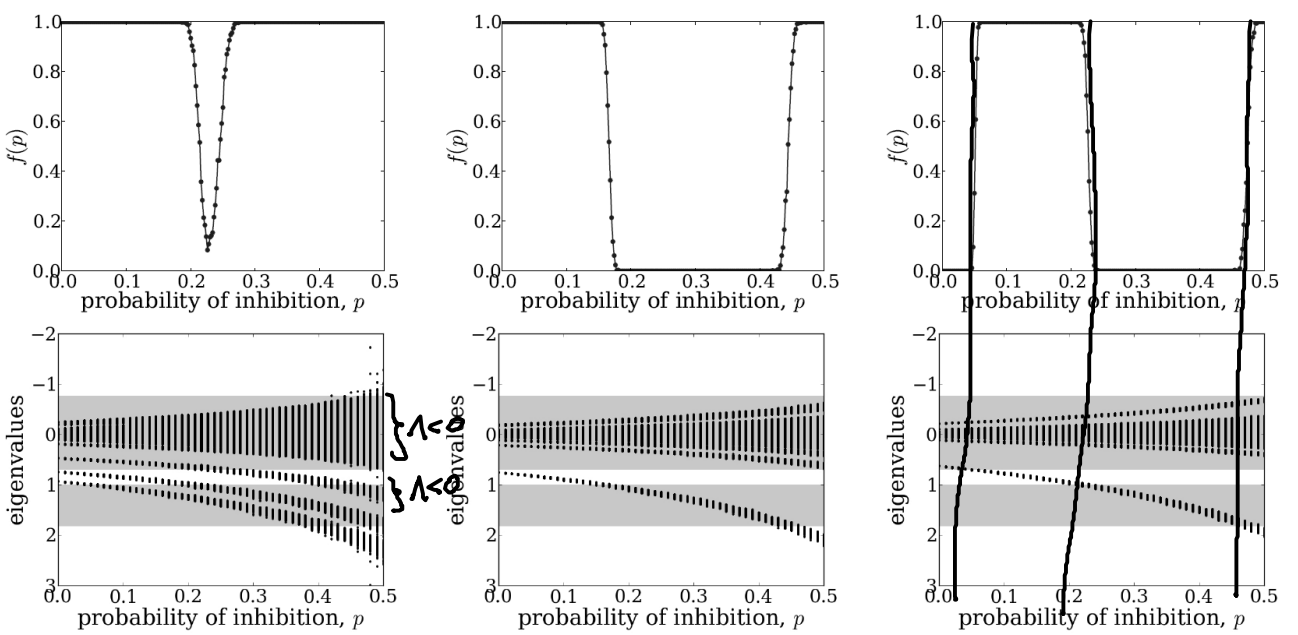 1.0 0.8 0.6 0.4 0.2 0.0
f(p)
0.0 0.1 0.2 0.3 0.4 0.5
probability of inhibition, p
1.0 0.8 0.6 0.4 0.2 0.0
f(p)
0.0 0.1 0.2 0.3 0.4 0.5
probability of inhibition, p
1.0 0.8 0.6 0.4 0.2 0.0
f(p)
0.0 0.1 0.2 0.3 0.4 0.5
probability of inhibition, p
−2 −1 0 1 2 3
eigenvalues
0.0 0.1 0.2 0.3 0.4 0.5
probability of inhibition, p
Λ<0
Λ<0
−2 −1 0 1 2 3
eigenvalues
0.0 0.1 0.2 0.3 0.4 0.5
probability of inhibition, p
−2 −1 0 1 2 3
eigenvalues
0.0 0.1 0.2 0.3 0.4 0.5
probability of inhibition, p